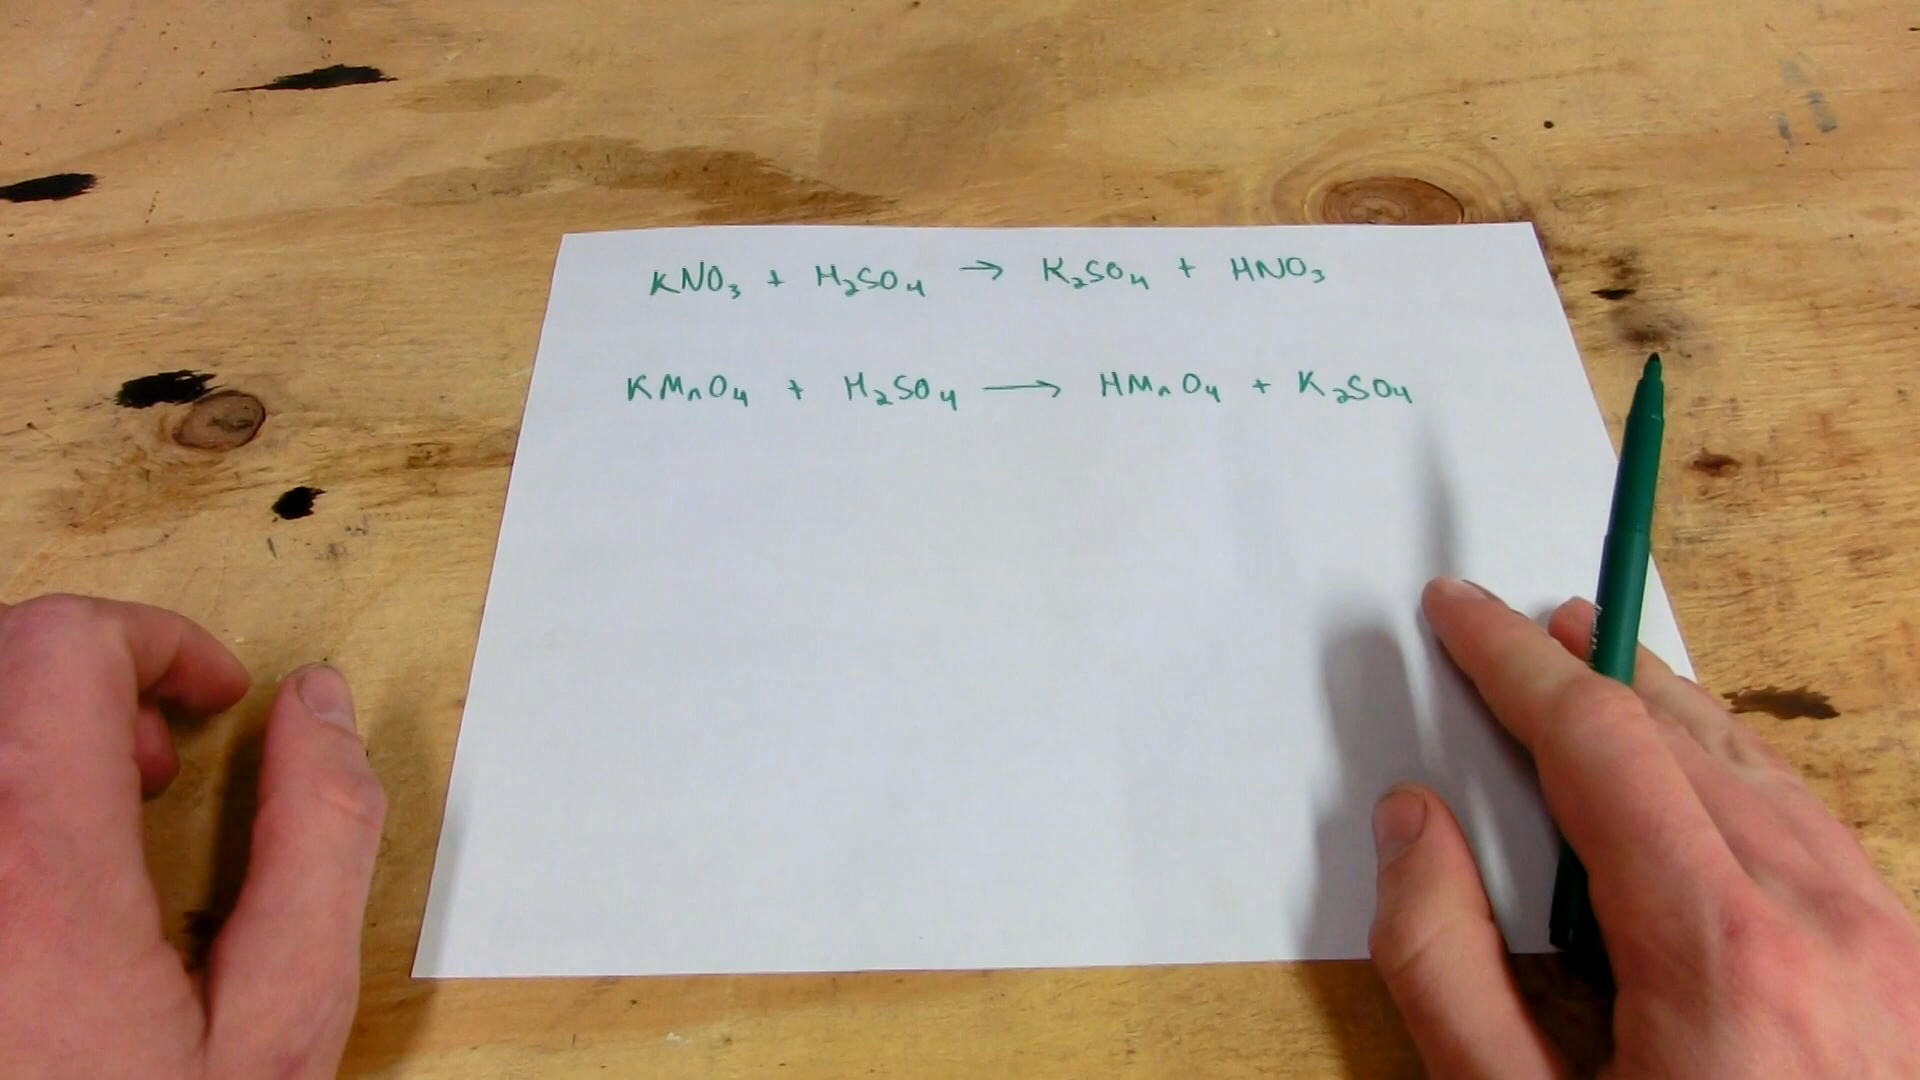 KNO₃ + H₂SO₄ → K₂SO₄ + HNO₃
KMnO₄ + H₂SO₄ → HMnO₄ + K₂SO₄